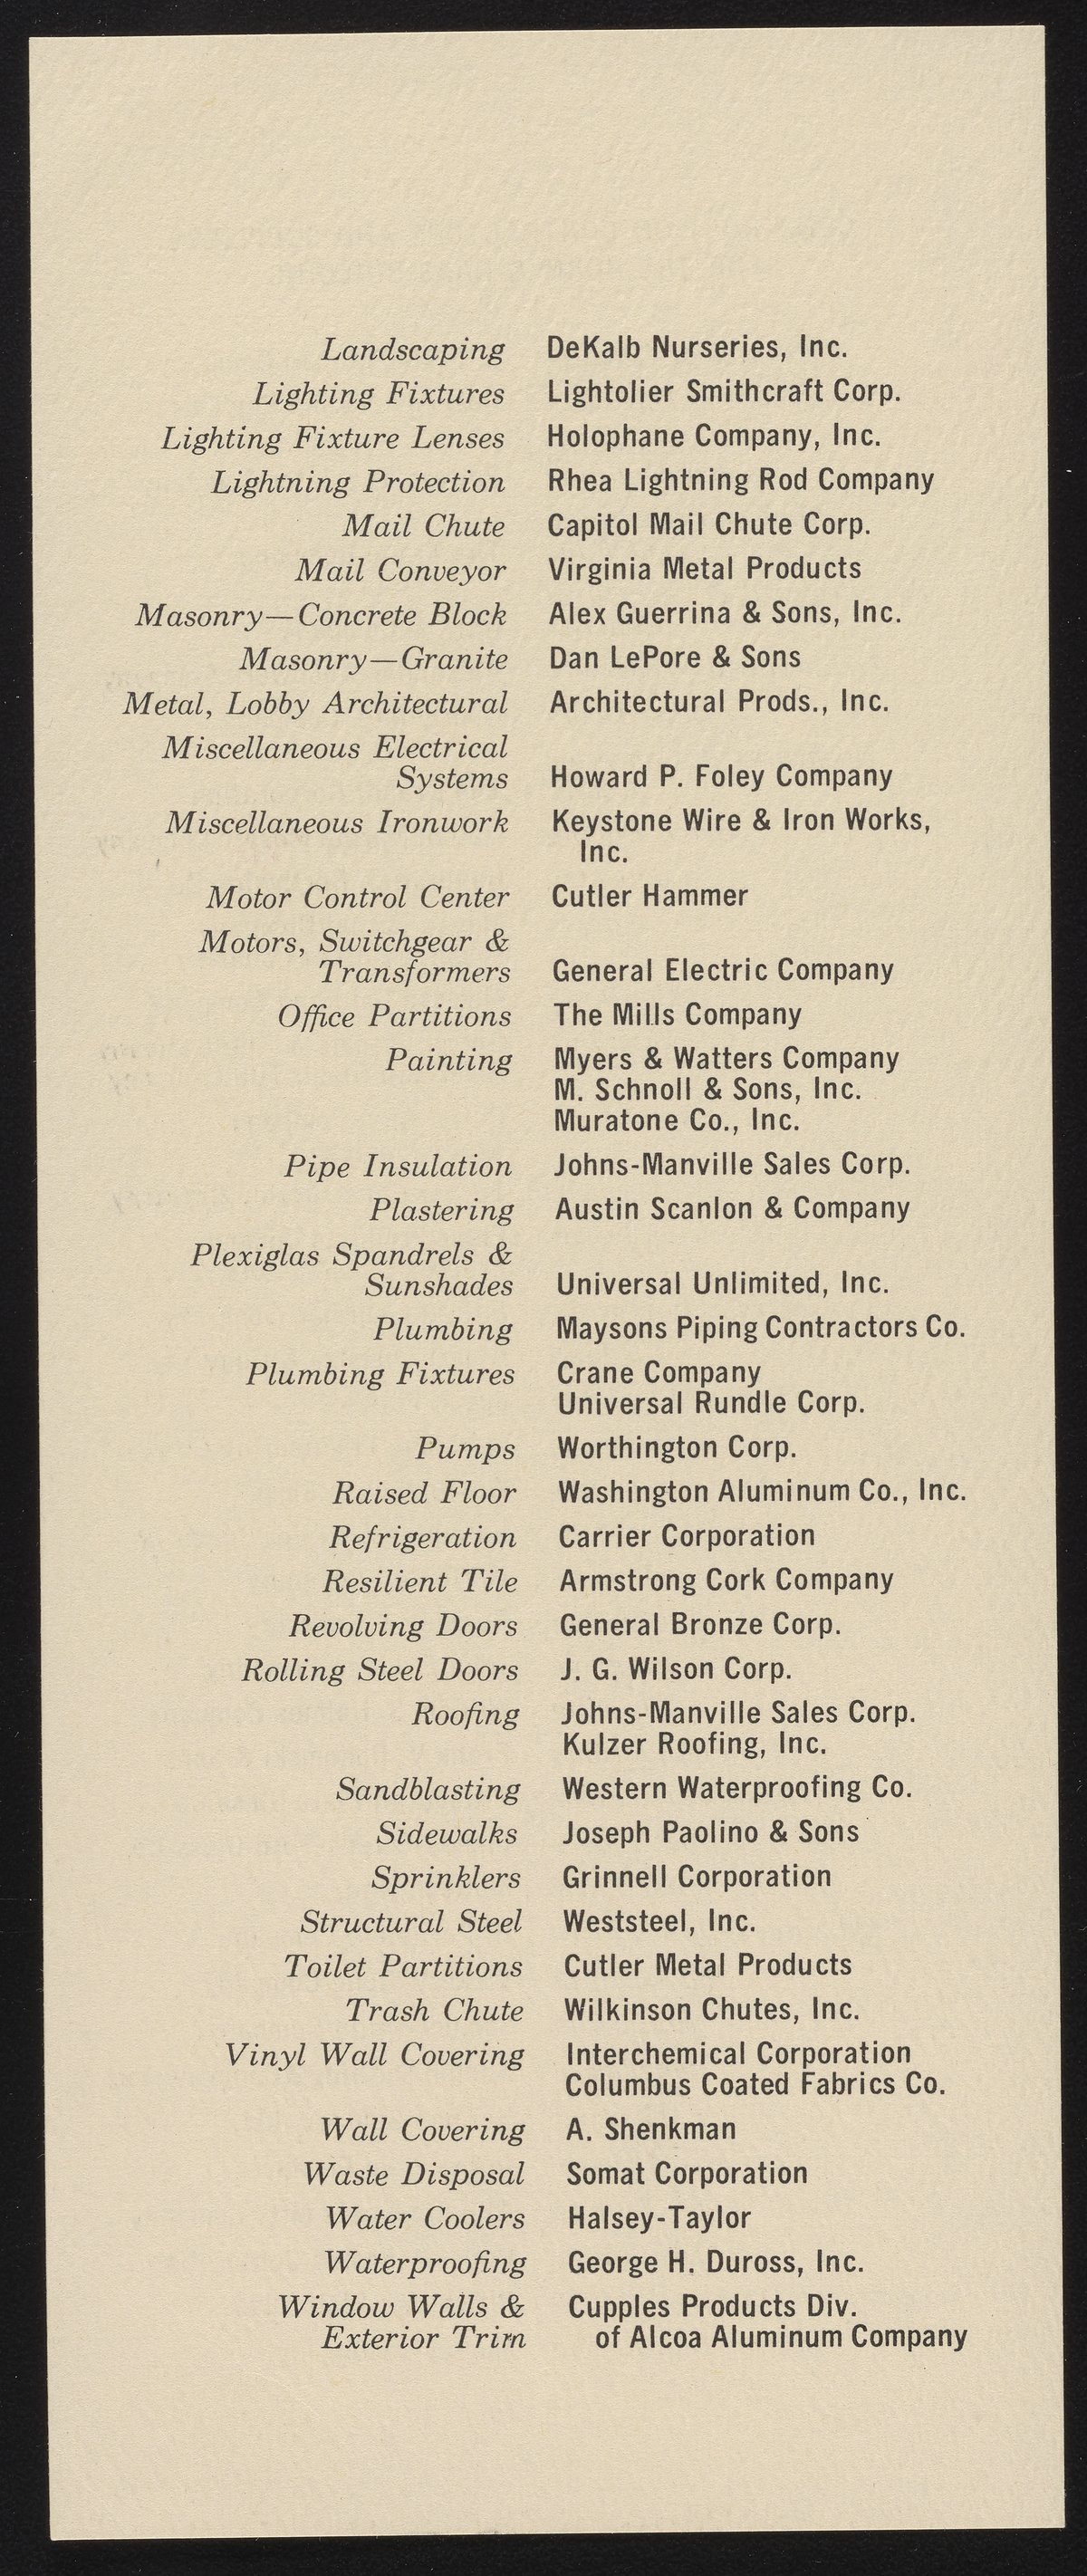 Landscaping DeKalb Nurseries, Inc.
Lighting Fixtures Lightolier Smithcraft Corp.
Lighting Fixture Lenses Holophane Company, Inc.
Lightning Protection Rhea Lightning Rod Company
Mail Chute Capitol Mail Chute Corp.
Mail Conveyor Virginia Metal Products
Masonry—Concrete Block Alex Guerrina & Sons, Inc.
Masonry—Granite Dan LePore & Sons
Metal, Lobby Architectural Architectural Prods., Inc.
Miscellaneous Electrical
Systems Howard P. Foley Company
Miscellaneous Ironwork Keystone Wire & Iron Works,
Inc.
Motor Control Center Cutler Hammer
Motors, Switchgear &
Transformers General Electric Company
Office Partitions The Mills Company
Painting Myers & Watters Company
M. Schnoll & Sons, Inc.
Muratone Co., Inc.
Pipe Insulation Johns-Manville Sales Corp.
Plastering Austin Scanlon & Company
Plexiglas Spandrels &
Sunshades Universal Unlimited, Inc.
Plumbing Maysons Piping Contractors Co.
Plumbing Fixtures Crane Company
Universal Rundle Corp.
Pumps Worthington Corp.
Raised Floor Washington Aluminum Co., Inc.
Refrigeration Carrier Corporation
Resilient Tile Armstrong Cork Company
Revolving Doors General Bronze Corp.
Rolling Steel Doors J. G. Wilson Corp.
Roofing Johns-Manville Sales Corp.
Kulzer Roofing, Inc.
Sandblasting Western Waterproofing Co.
Sidewalks Joseph Paolino & Sons
Sprinklers Grinnell Corporation
Structural Steel Weststeel, Inc.
Toilet Partitions Cutler Metal Products
Trash Chute Wilkinson Chutes, Inc.
Vinyl Wall Covering Interchemical Corporation
Columbus Coated Fabrics Co.
Wall Covering A. Shenkman
Waste Disposal Somat Corporation
Water Coolers Halsey-Taylor
Waterproofing George H. Duross, Inc.
Window Walls & Cupples Products Div.
Exterior Trim of Alcoa Aluminum Company